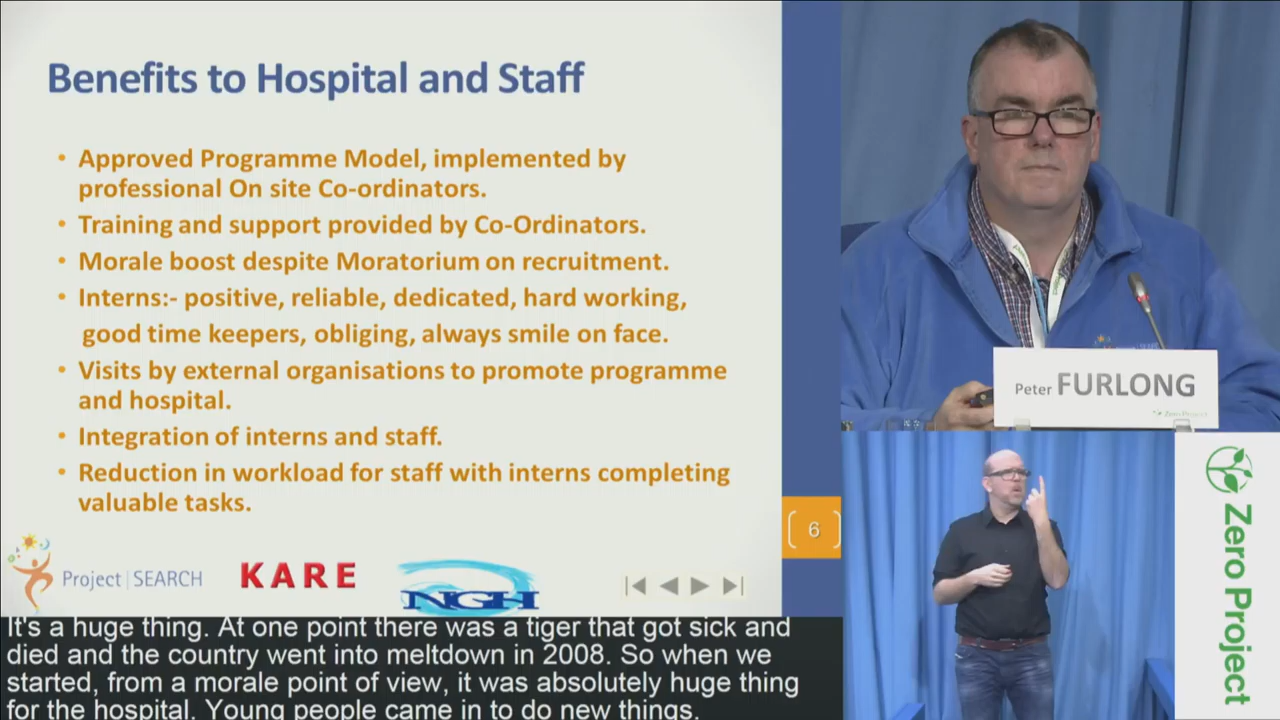 Benefits to Hospital and Staff
• Approved Programme Model, implemented by
professional On site Co-ordinators.
• Training and support provided by Co-Ordinators.
• Morale boost despite Moratorium on recruitment.
• Interns:- positive, reliable, dedicated, hard working,
good time keepers, obliging, always smile on face.
• Visits by external organisations to promote programme
and hospital.
• Integration of interns and staff.
• Reduction in workload for staff with interns completing
valuable tasks.
6
Project | SEARCH
KARE
NGH
Peter FURLONG
Zero Project
Zero Project
It's a huge thing. At one point there was a tiger that got sick and
died and the country went into meltdown in 2008. So when we
started, from a morale point of view, it was absolutely huge thing
for the hospital. Young people came in to do new things.